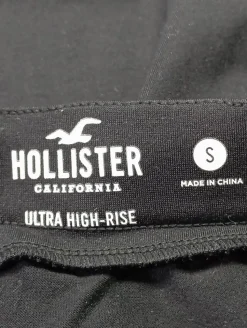 HOLLISTER
CALIFORNIA
ULTRA HIGH-RISE
S
MADE IN CHINA